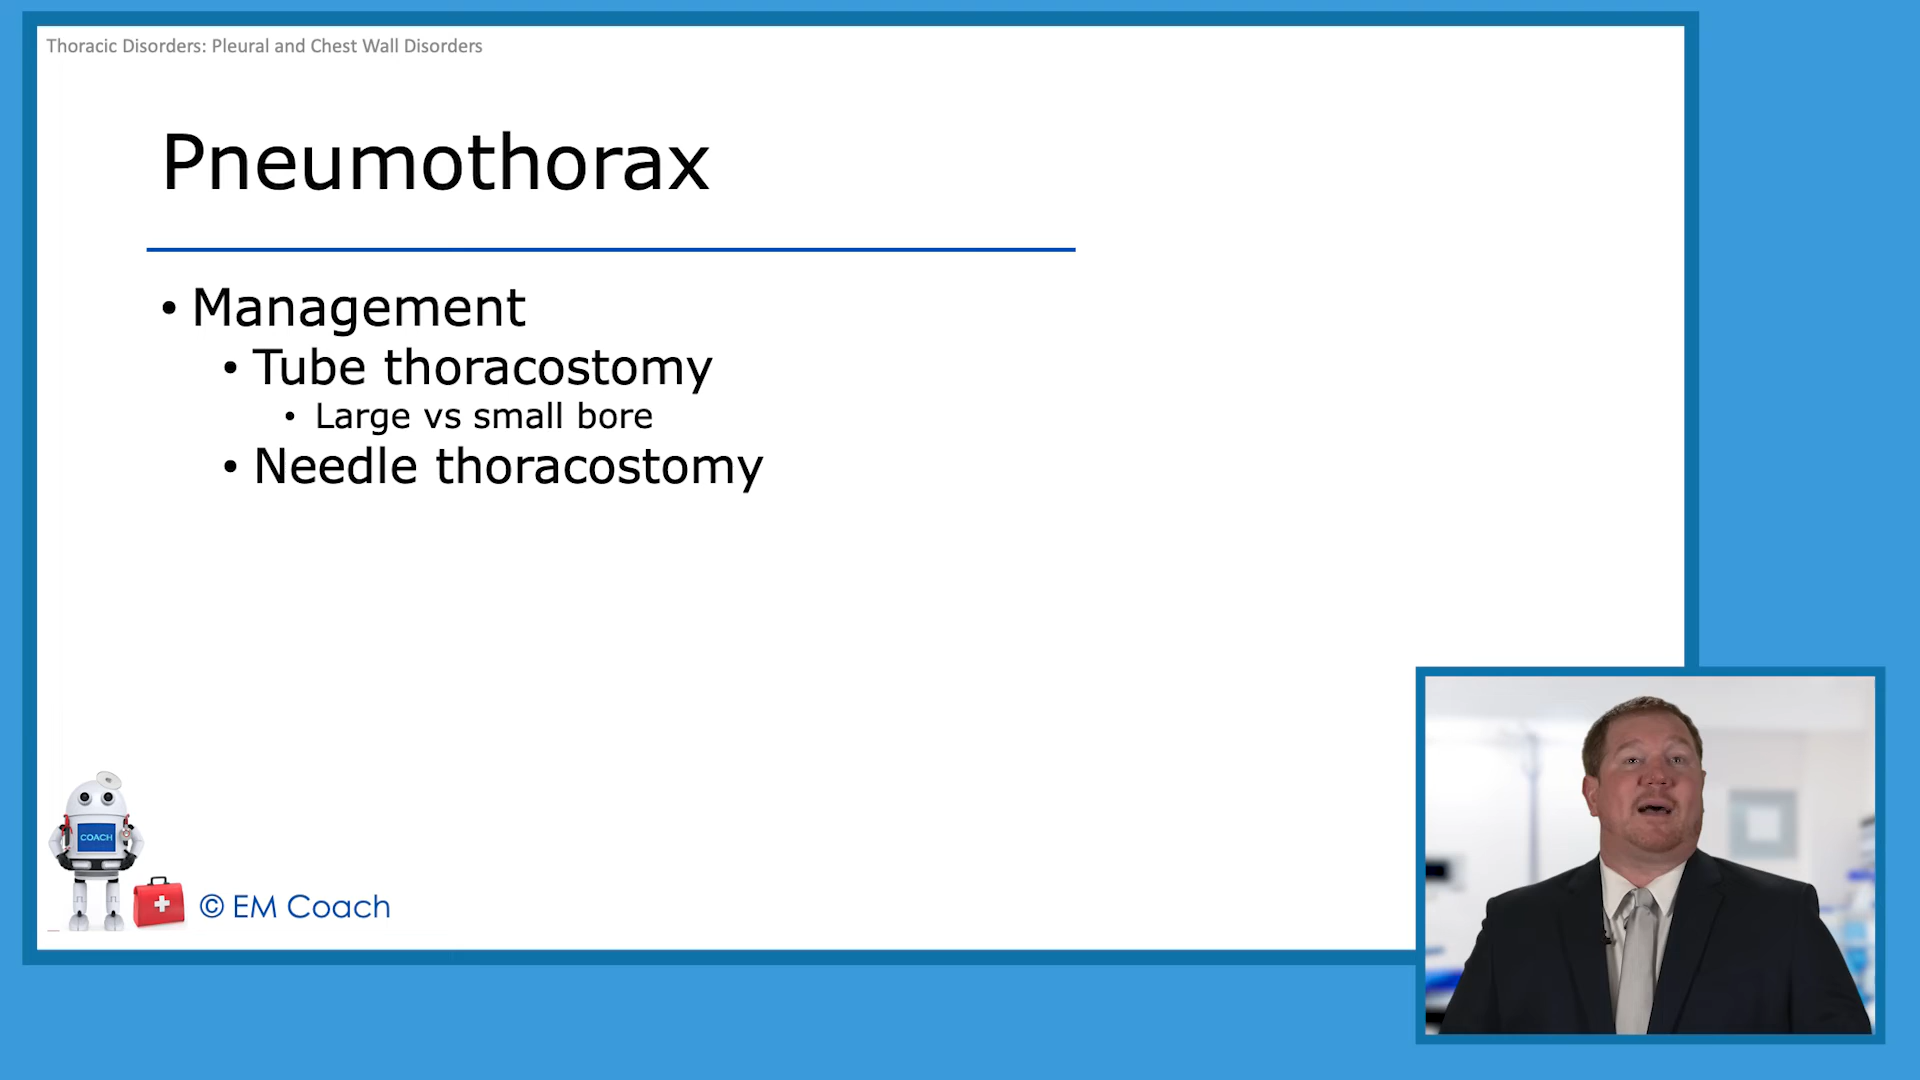 Thoracic Disorders: Pleural and Chest Wall Disorders
Pneumothorax
• Management
• Tube thoracostomy
• Large vs small bore
• Needle thoracostomy
COACH
© EM Coach